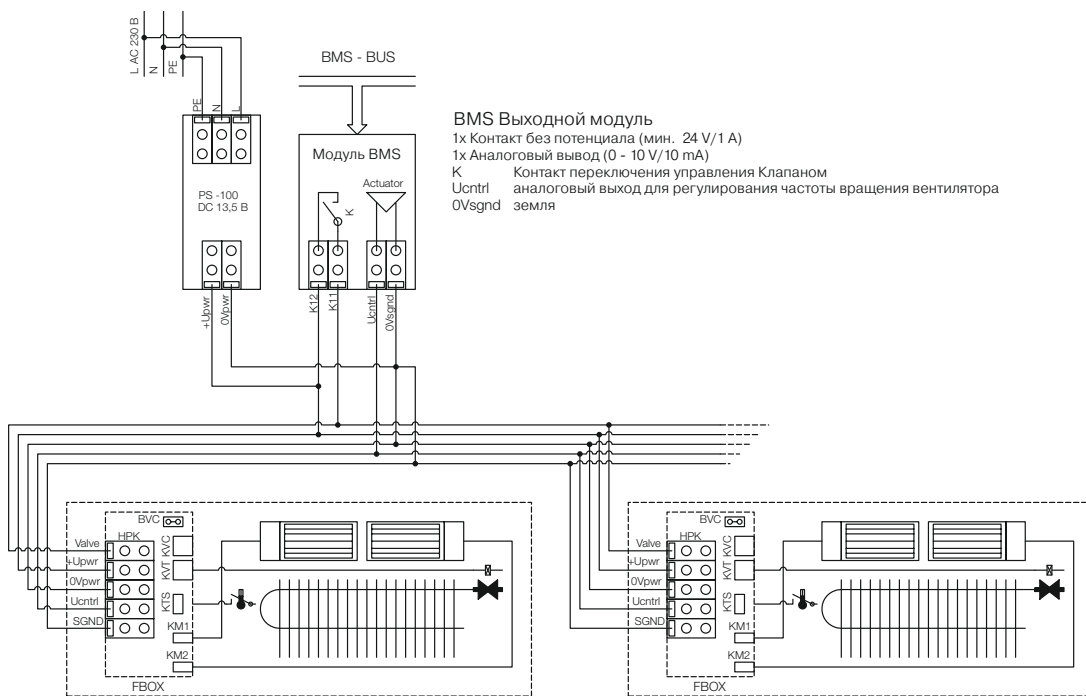 L AC 230 B
N
PE
BMS - BUS
PE
N
L
PS -100
DC 13,5 B
+Upwr
0Vpwr
Модуль BMS
Actuator
K
K12
K11
Ucntrl
0Vsgnd
BMS Выходной модуль
1x Контакт без потенциала (мин. 24 V/1 A)
1x Аналоговый вывод (0 - 10 V/10 mA)
K Контакт переключения управления Клапаном
Ucntrl аналоговый выход для регулирования частоты вращения вентилятора
0Vsgnd земля
BVC
HPK
Valve
+Upwr
0Vpwr
Ucntrl
SGND
KVC
KVT
KTS
KM1
KM2
FBOX
BVC
HPK
Valve
+Upwr
0Vpwr
Ucntrl
SGND
KVC
KVT
KTS
KM1
KM2
FBOX